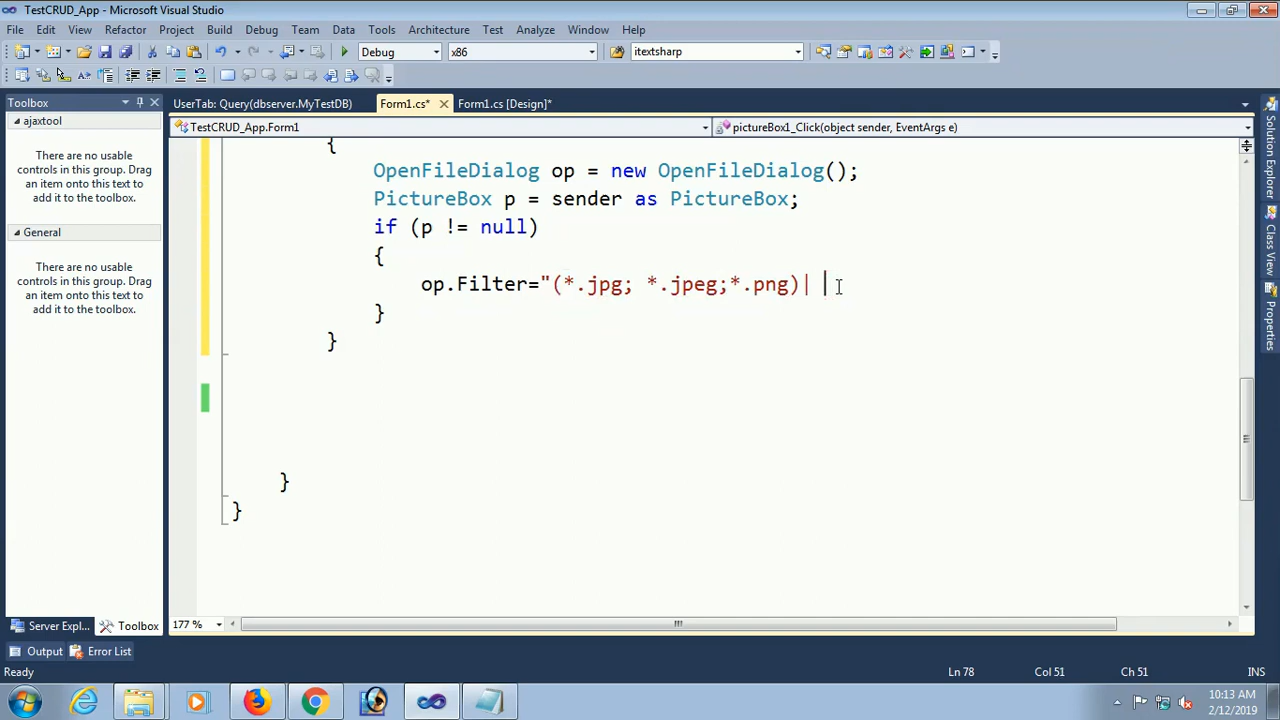 TestCRUD_App - Microsoft Visual Studio
File Edit View Refactor Project Build Debug Team Data Tools Architecture Test Analyze Window Help
Debug x86 itextsharp
Toolbox
UserTab: Query(dbserver.MyTestDB) Form1.cs* Form1.cs [Design]*
ajaxtool
TestCRUD_App.Form1 pictureBox1_Click(object sender, EventArgs e)
There are no usable
controls in this group. Drag
an item onto this text to
add it to the toolbox.
General
There are no usable
controls in this group. Drag
an item onto this text to
add it to the toolbox.
{
OpenFileDialog op = new OpenFileDialog();
PictureBox p = sender as PictureBox;
if (p != null)
{
op.Filter="(*.jpg; *.jpeg;*.png)|
}
}
}
}
Solution Explorer
Class View
Properties
177 %
Server Expl... Toolbox
Output Error List
Ready Ln 78 Col 51 Ch 51 INS
10:13 AM
2/12/2019